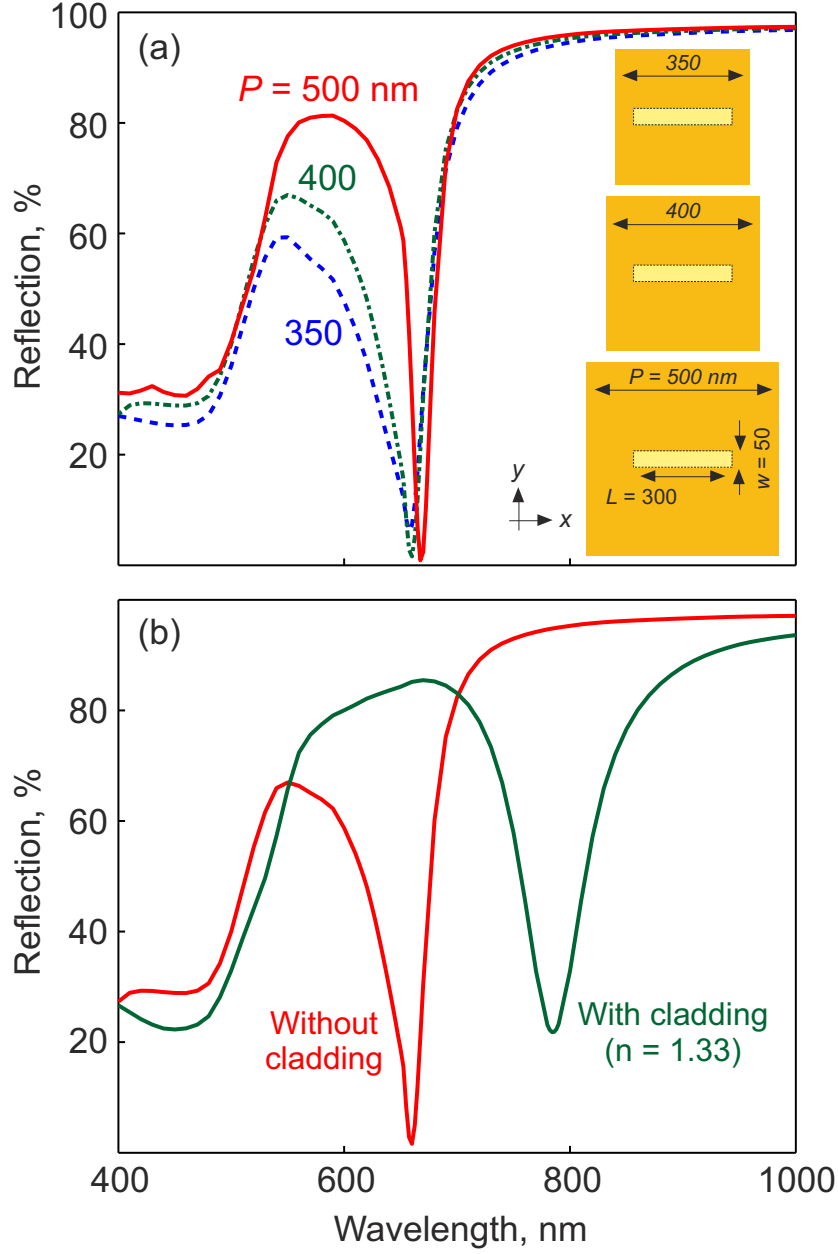 100
80
60
40
20
Reflection, %
(a)
P = 500 nm
400
350
350
400
P = 500 nm
w = 50
L = 300
y
x
(b)
80
60
40
20
Reflection, %
Without
cladding
With cladding
(n = 1.33)
400
600
800
1000
Wavelength, nm